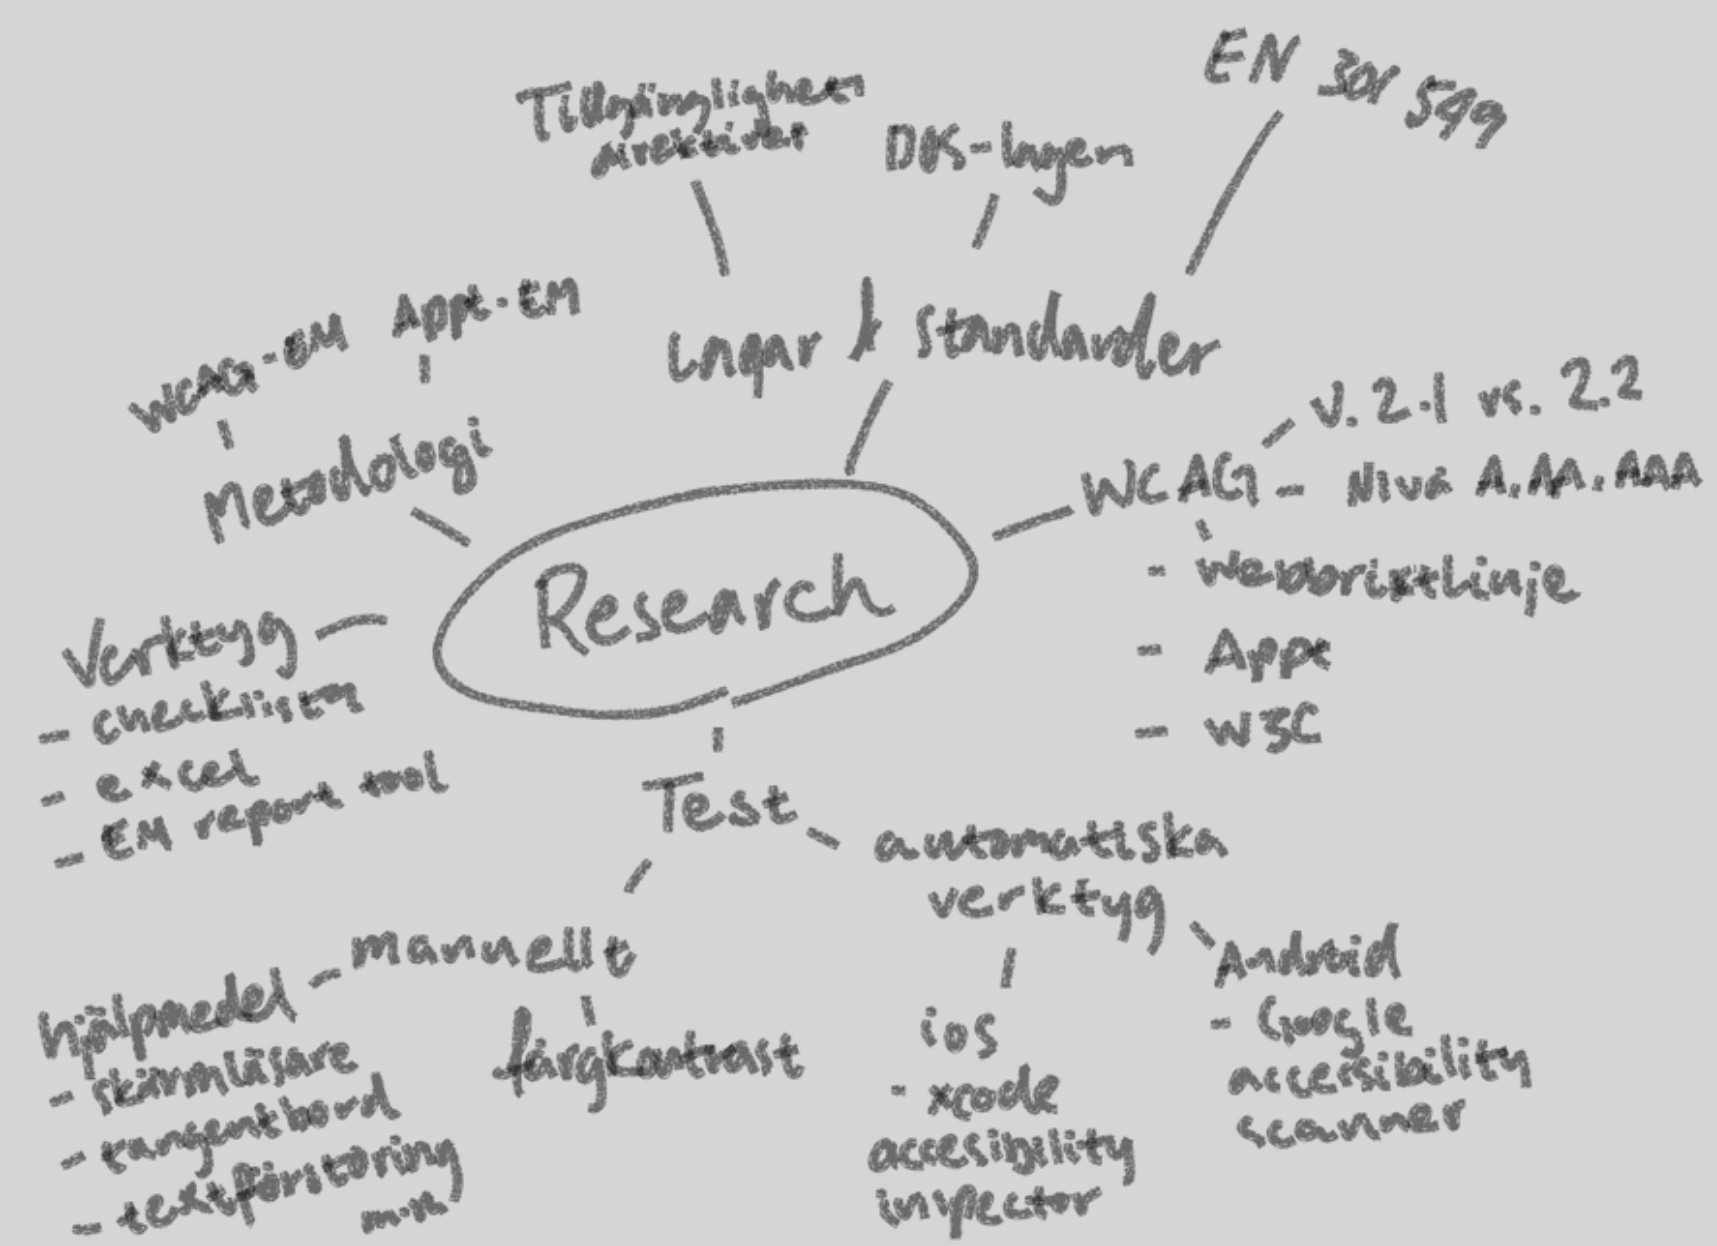 EN 301 549
Tillgänglighets
direktivet
DOS-lagen
Lagar & standarder
WCAG-EM
Appt-EM
Metodologi
WCAG
v. 2.1 vs. 2.2
Nivå A, AA, AAA
- Webbriktlinje
- Appt
- W3C
Research
Verktyg
- checklista
- excel
- EM report tool
Test
automatiska
verktyg
manuellt
hjälpmedel
- skärmläsare
- tangentbord
- textförstoring
m.m
färgkontrast
ios
- xcode
accesibility
inspector
Android
- Google
accessibility
scanner